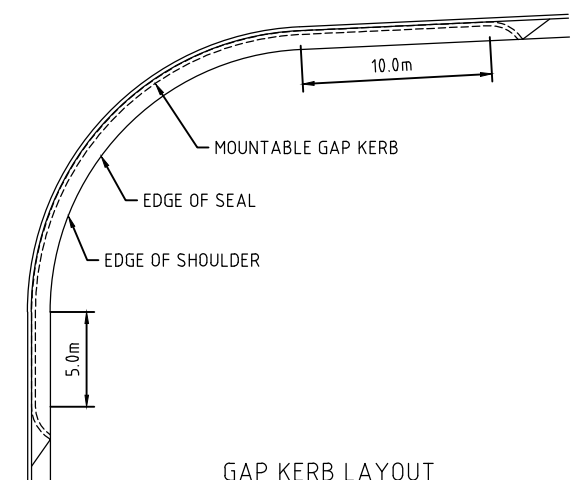 10.0m
MOUNTABLE GAP KERB
EDGE OF SEAL
EDGE OF SHOULDER
5.0m
GAP KERB LAYOUT